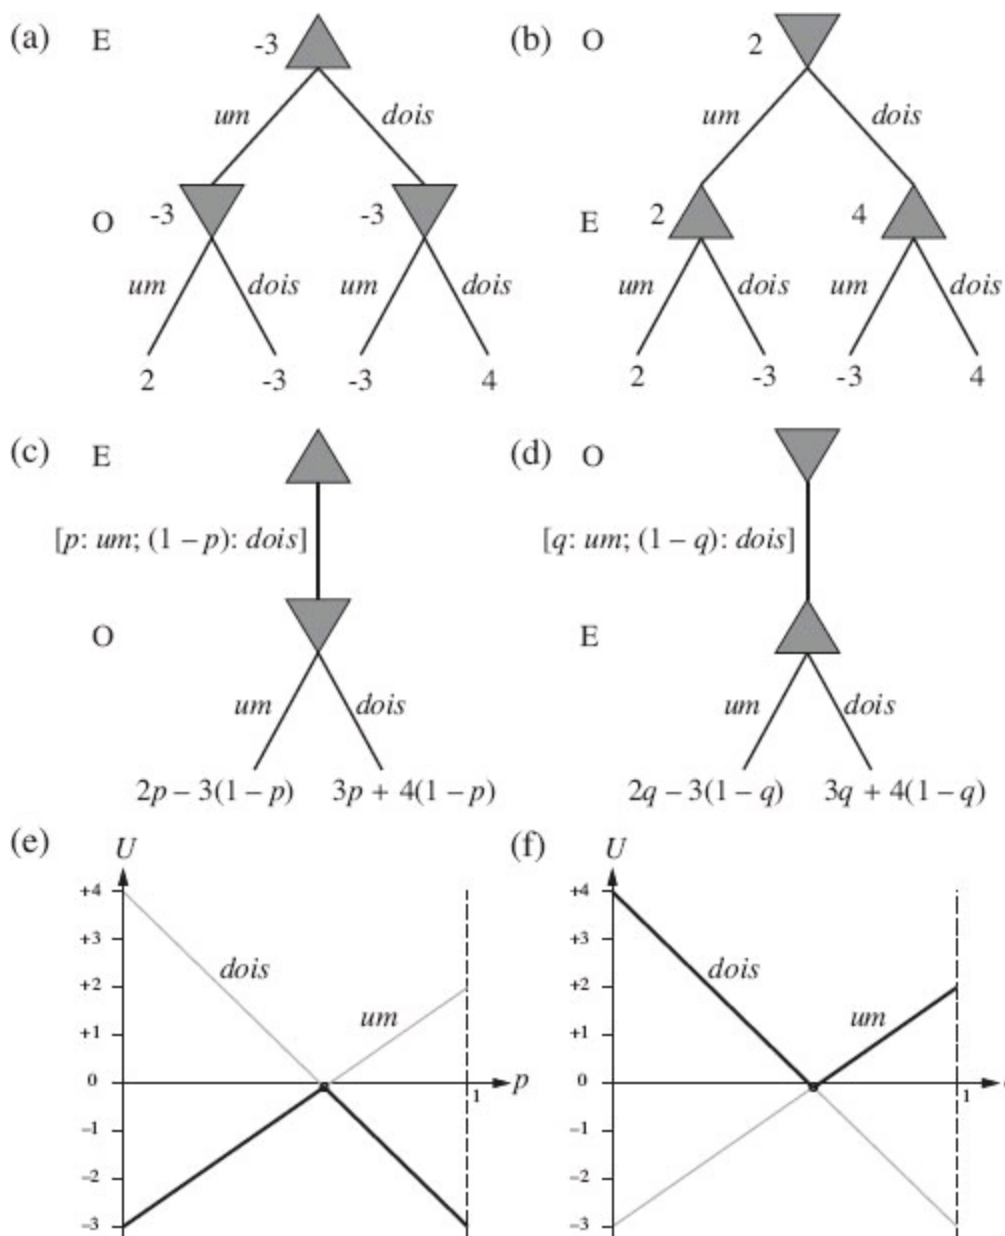 (a) E -3 (b) O 2
um dois um dois
O -3 -3 E 2 4
um dois um dois um dois um dois
2 -3 -3 4 2 -3 -3 4
(c) E (d) O
[p: um; (1 – p): dois] [q: um; (1 – q): dois]
O E
um dois um dois
2p – 3(1 – p) 3p + 4(1 – p) 2q – 3(1 – q) 3q + 4(1 – q)
(e) U (f) U
+4 +4
+3 +3
dois dois
+2 +2
um um
+1 +1
0 p 0
1 1
–1 –1
–2 –2
–3 –3